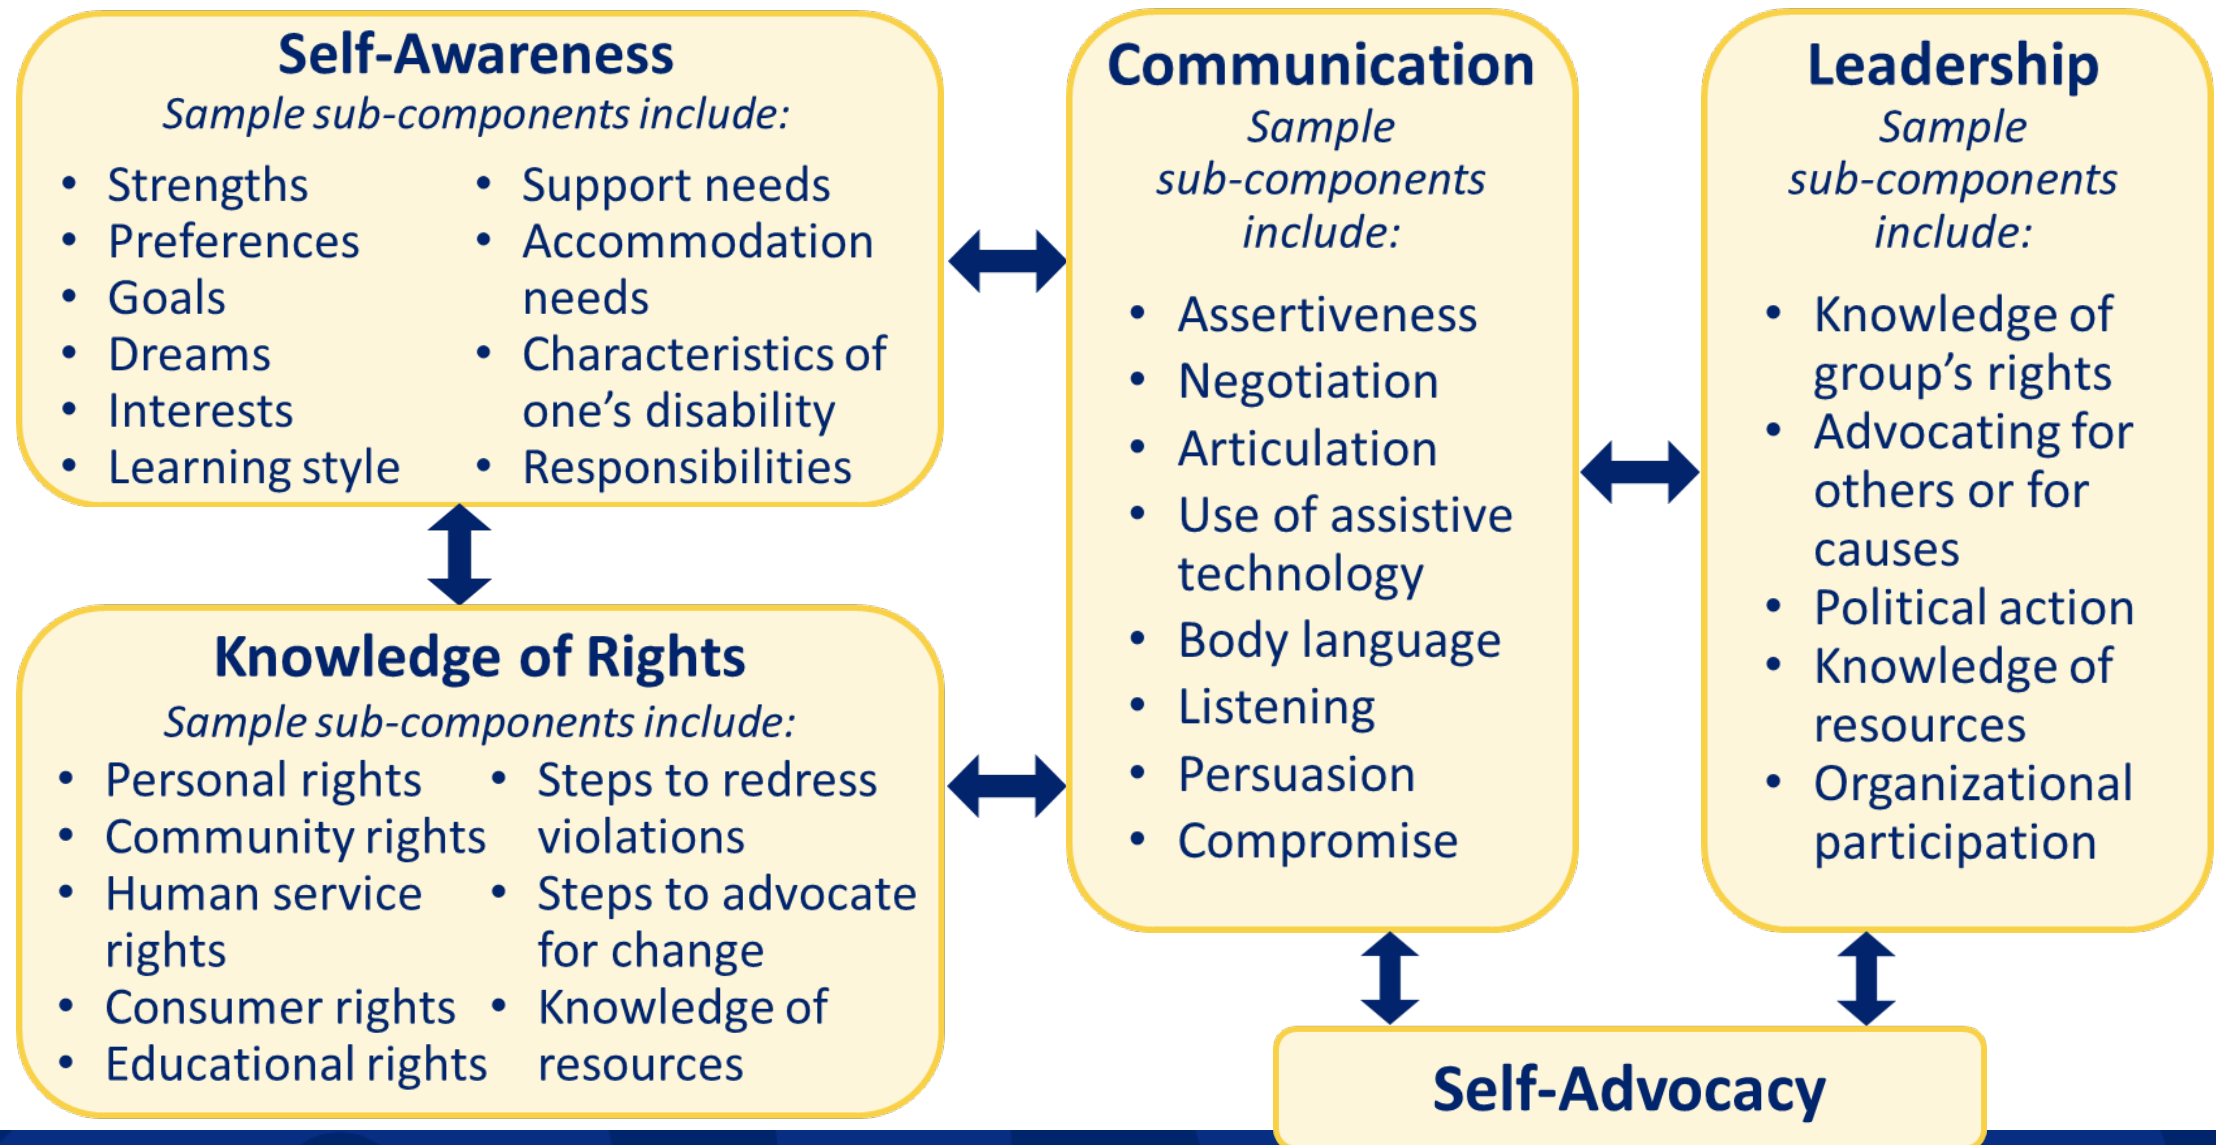 Self-Awareness
Sample sub-components include:
• Strengths
• Preferences
• Goals
• Dreams
• Interests
• Learning style
• Support needs
• Accommodation
needs
• Characteristics of
one’s disability
• Responsibilities
Knowledge of Rights
Sample sub-components include:
• Personal rights
• Community rights
• Human service
rights
• Consumer rights
• Educational rights
• Steps to redress
violations
• Steps to advocate
for change
• Knowledge of
resources
Communication
Sample
sub-components
include:
• Assertiveness
• Negotiation
• Articulation
• Use of assistive
technology
• Body language
• Listening
• Persuasion
• Compromise
Leadership
Sample
sub-components
include:
• Knowledge of
group’s rights
• Advocating for
others or for
causes
• Political action
• Knowledge of
resources
• Organizational
participation
Self-Advocacy